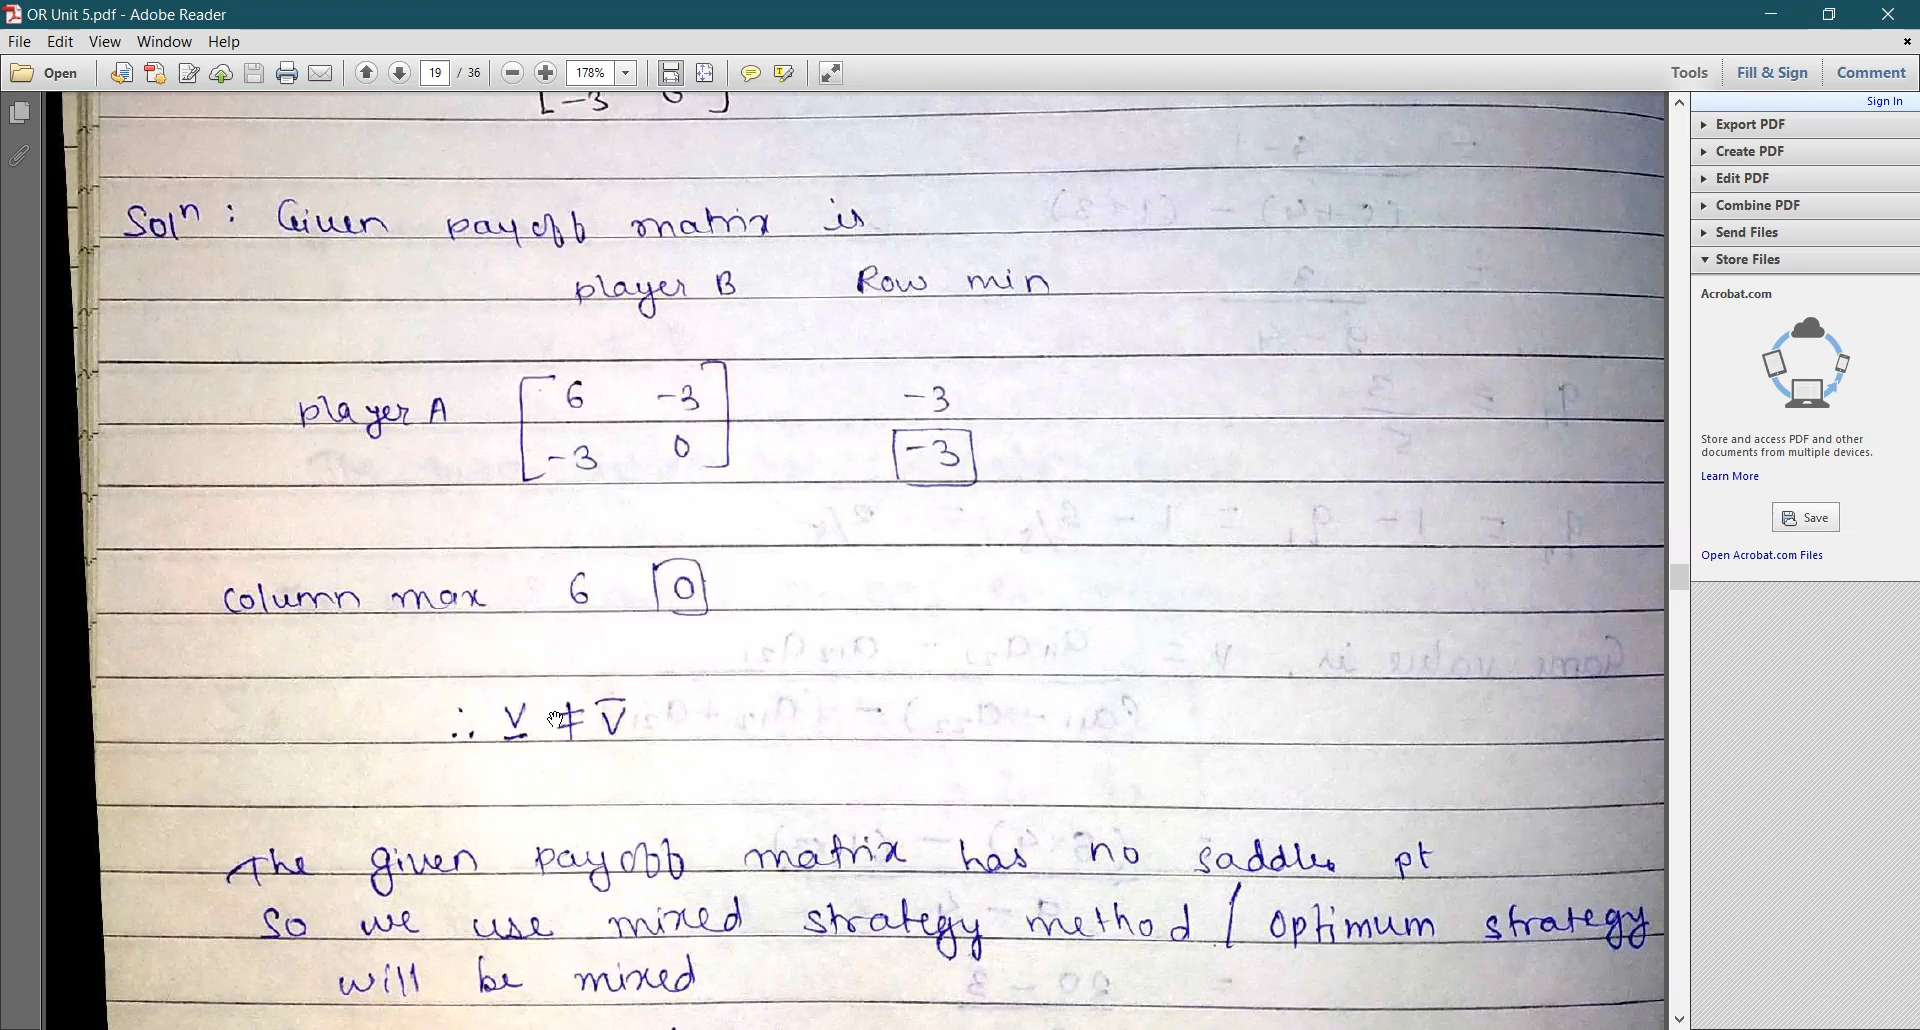 OR Unit 5.pdf - Adobe Reader
File Edit View Window Help
Open 19 / 36 178% Tools Fill & Sign Comment
Sign In
Export PDF
Create PDF
Edit PDF
Combine PDF
Send Files
Store Files
Acrobat.com
Store and access PDF and other
documents from multiple devices.
Learn More
Save
Open Acrobat.com Files
[-3 0]
Solⁿ : Given payoff matrix is
player B Row min
6 -3 -3
player A
-3 0 -3
column max 6 0
∴ V̲ ≠ V̅
The given payoff matrix has no saddle pt
so we use mixed strategy method / optimum strategy
will be mixed